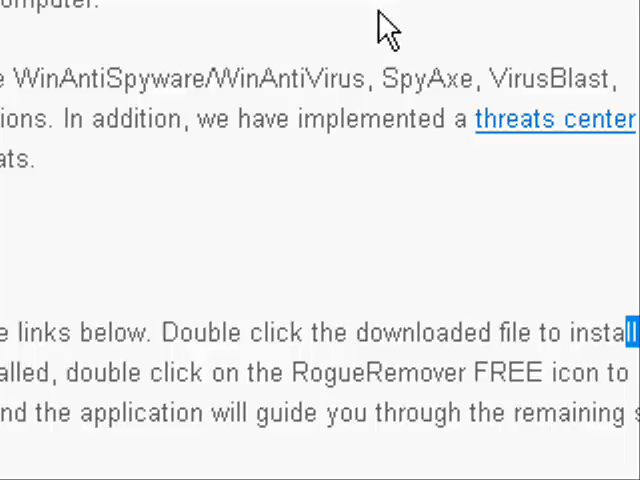 omputer.
e WinAntiSpyware/WinAntiVirus, SpyAxe, VirusBlast,
ions. In addition, we have implemented a threats center
ats.
e links below. Double click the downloaded file to install
alled, double click on the RogueRemover FREE icon to
nd the application will guide you through the remaining s